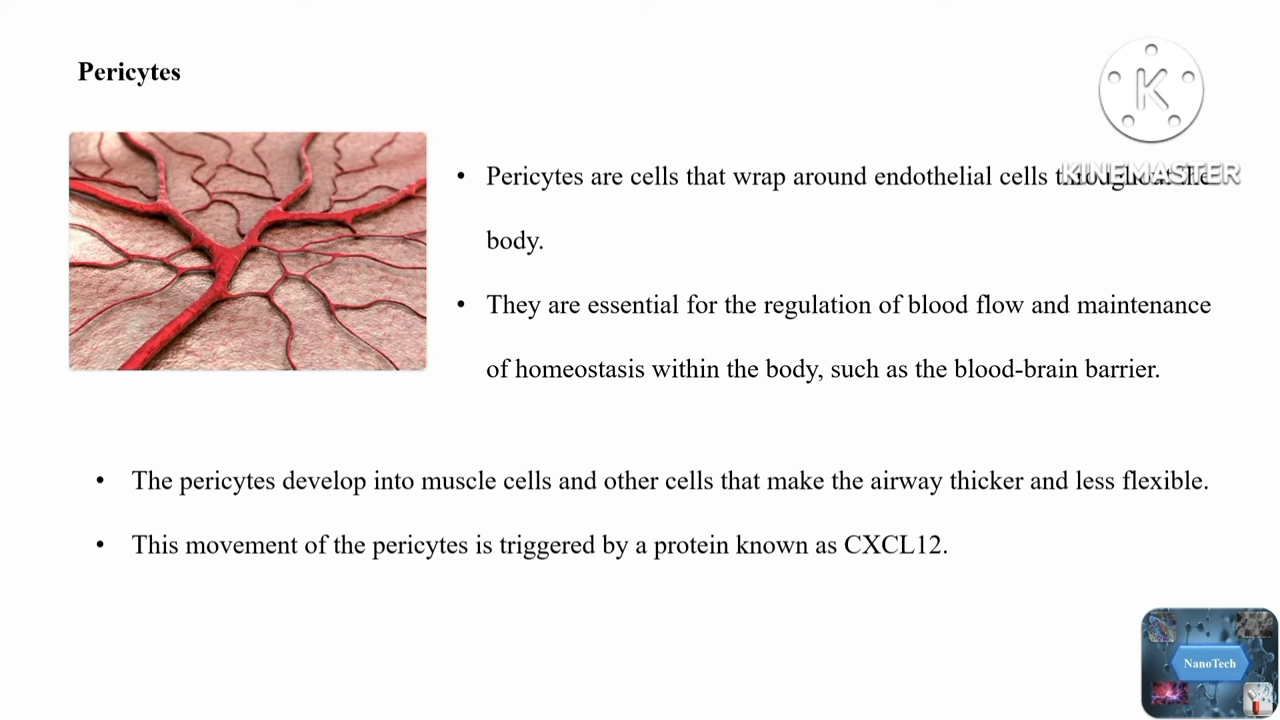 Pericytes
K
KINEMASTER
• Pericytes are cells that wrap around endothelial cells throughout the
body.
• They are essential for the regulation of blood flow and maintenance
of homeostasis within the body, such as the blood-brain barrier.
• The pericytes develop into muscle cells and other cells that make the airway thicker and less flexible.
• This movement of the pericytes is triggered by a protein known as CXCL12.
NanoTech